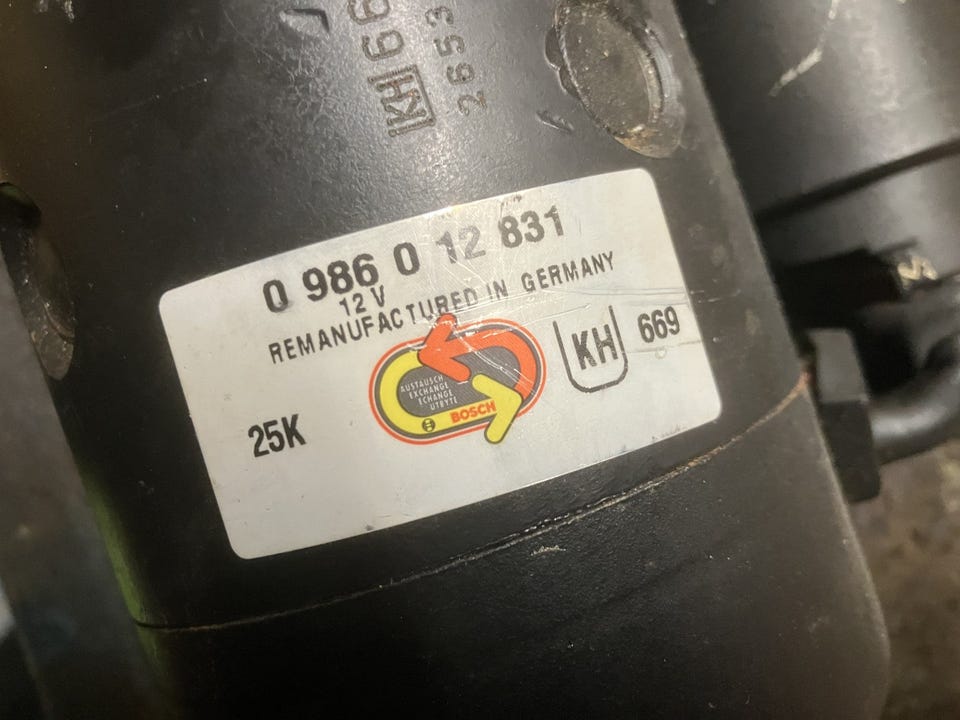 KH 66
2653
0 986 0 12 831
12 V
REMANUFACTURED IN GERMANY
KH 669
25K
AUSTAUSCH
EXCHANGE
ECHANGE
UTBYTE
BOSCH